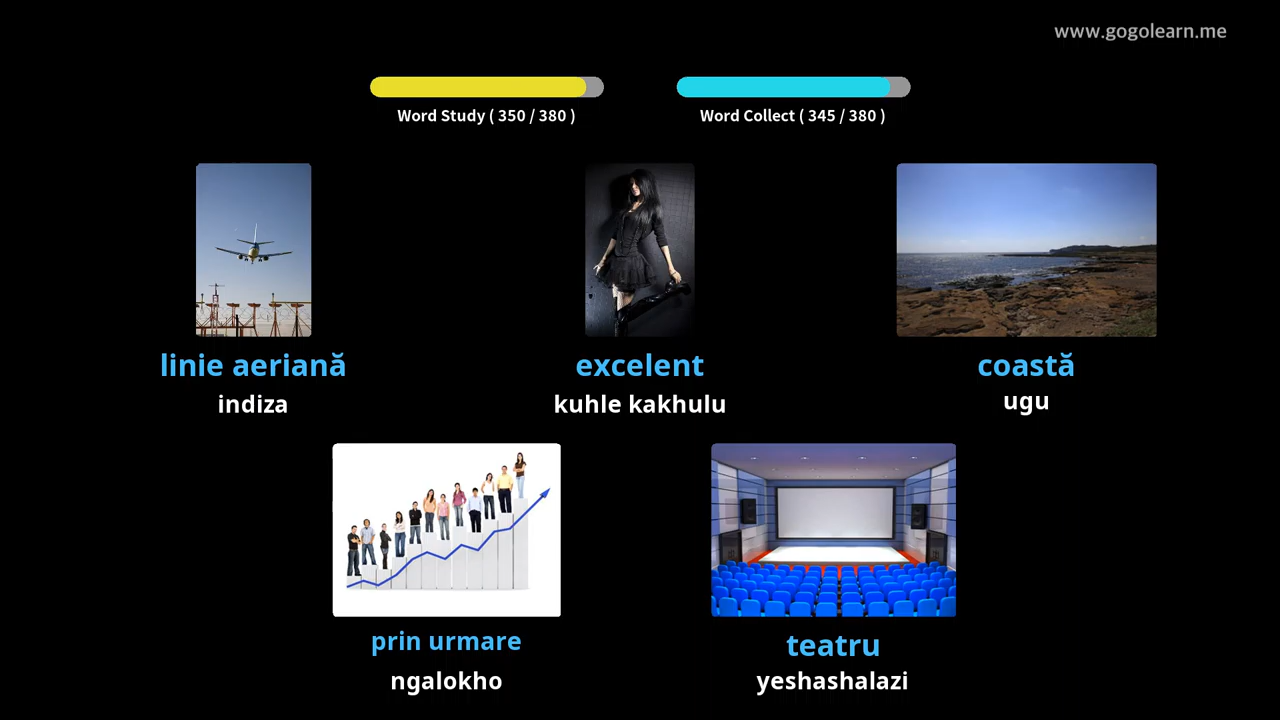 www.gogolearn.me
Word Study ( 350 / 380 )
Word Collect ( 345 / 380 )
linie aeriană
indiza
excelent
kuhle kakhulu
coastă
ugu
prin urmare
ngalokho
teatru
yeshashalazi